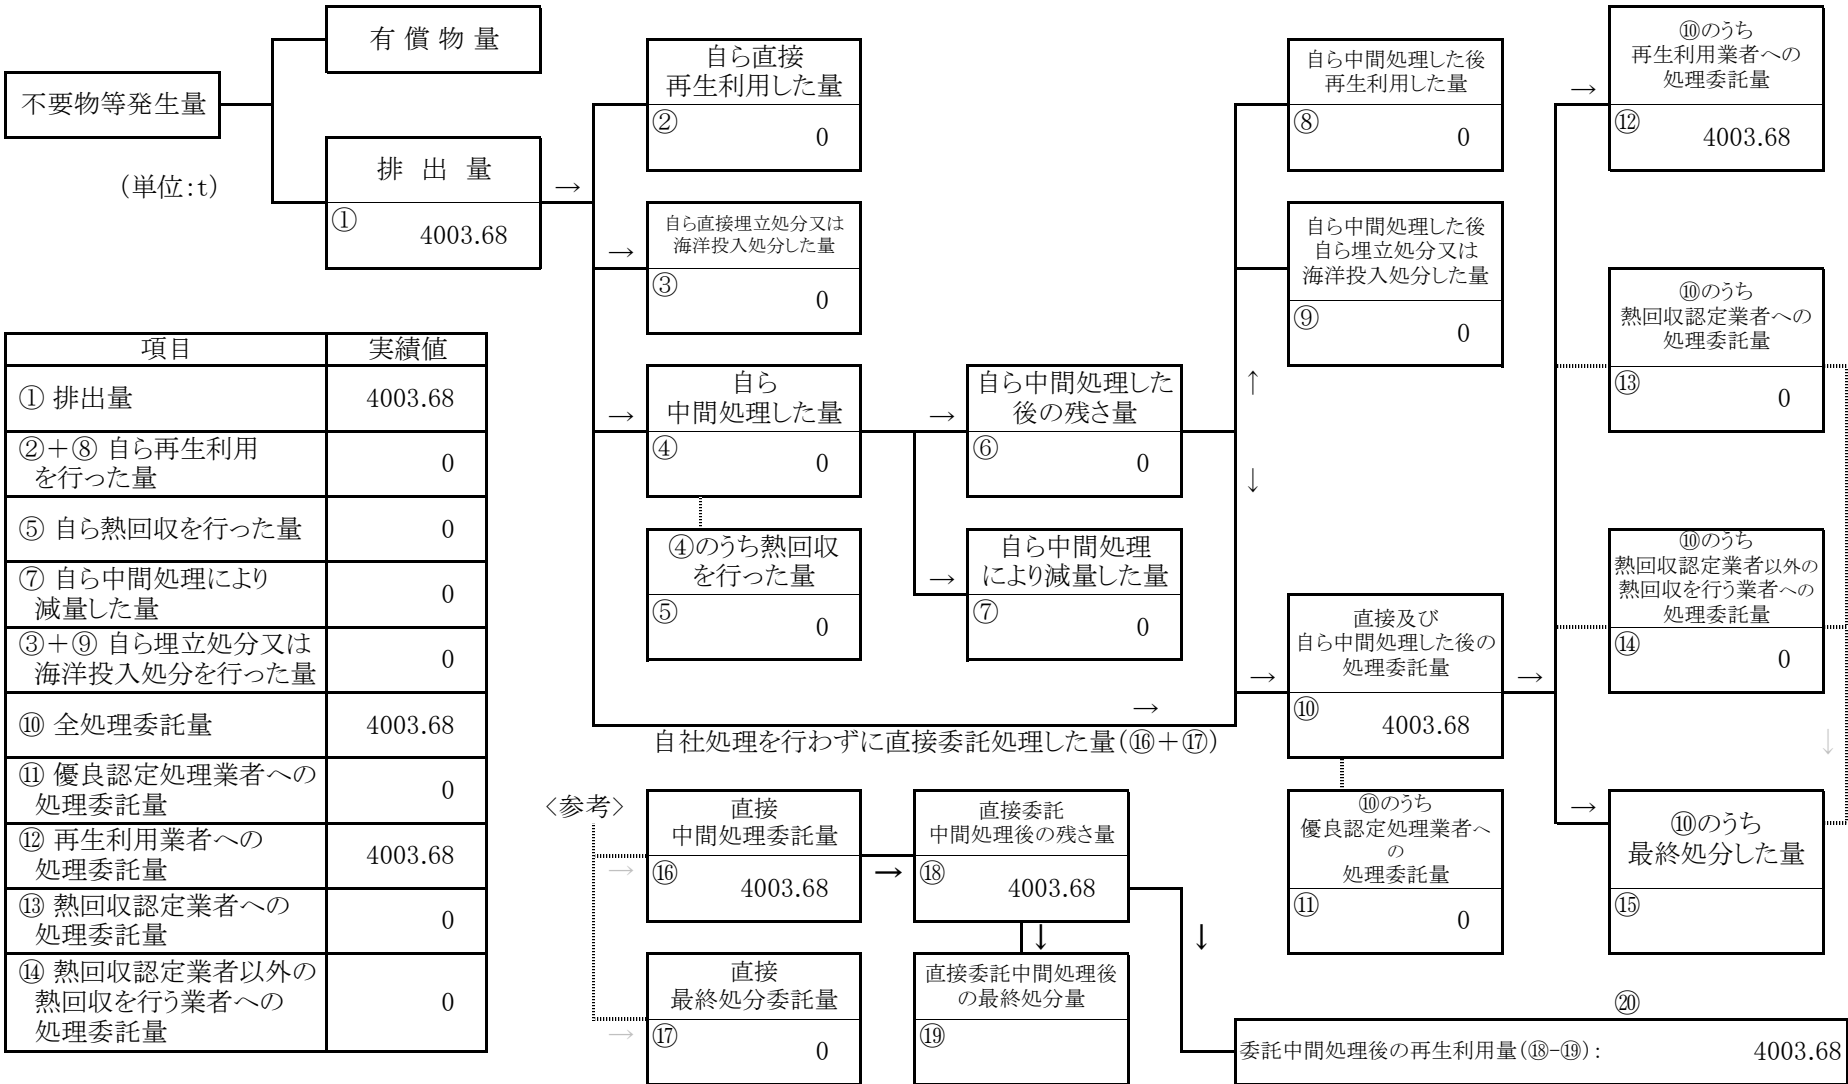 有償物量
不要物等発生量
(単位:t)
排出量
①
4003.68
→
自ら直接
再生利用した量
②
0
→
自ら直接埋立処分又は
海洋投入処分した量
③
0
→
自ら
中間処理した量
④
0
④のうち熱回収
を行った量
⑤
0
→
自ら中間処理した
後の残さ量
⑥
0
→
自ら中間処理
により減量した量
⑦
0
自ら中間処理した後
再生利用した量
⑧
0
自ら中間処理した後
自ら埋立処分又は
海洋投入処分した量
⑨
0
↑
↓
→
直接及び
自ら中間処理した後の
処理委託量
⑩
4003.68
→
自社処理を行わずに直接委託処理した量(⑯+⑰)
⑩のうち
優良認定処理業者へ
の
処理委託量
⑪
0
→
→
⑩のうち
再生利用業者への
処理委託量
⑫
4003.68
⑩のうち
熱回収認定業者への
処理委託量
⑬
0
⑩のうち
熱回収認定業者以外の
熱回収を行う業者への
処理委託量
⑭
0
↓
→
⑩のうち
最終処分した量
⑮
項目 実績値
① 排出量 4003.68
②+⑧ 自ら再生利用
を行った量 0
⑤ 自ら熱回収を行った量 0
⑦ 自ら中間処理により
減量した量 0
③+⑨ 自ら埋立処分又は
海洋投入処分を行った量 0
⑩ 全処理委託量 4003.68
⑪ 優良認定処理業者への
処理委託量 0
⑫ 再生利用業者への
処理委託量 4003.68
⑬ 熱回収認定業者への
処理委託量 0
⑭ 熱回収認定業者以外の
熱回収を行う業者への
処理委託量 0
<参考>
→
直接
中間処理委託量
⑯
4003.68
→
直接委託
中間処理後の残さ量
⑱
4003.68
↓
↓
→
直接
最終処分委託量
⑰
0
直接委託中間処理後
の最終処分量
⑲
⑳
委託中間処理後の再生利用量(⑱-⑲): 4003.68